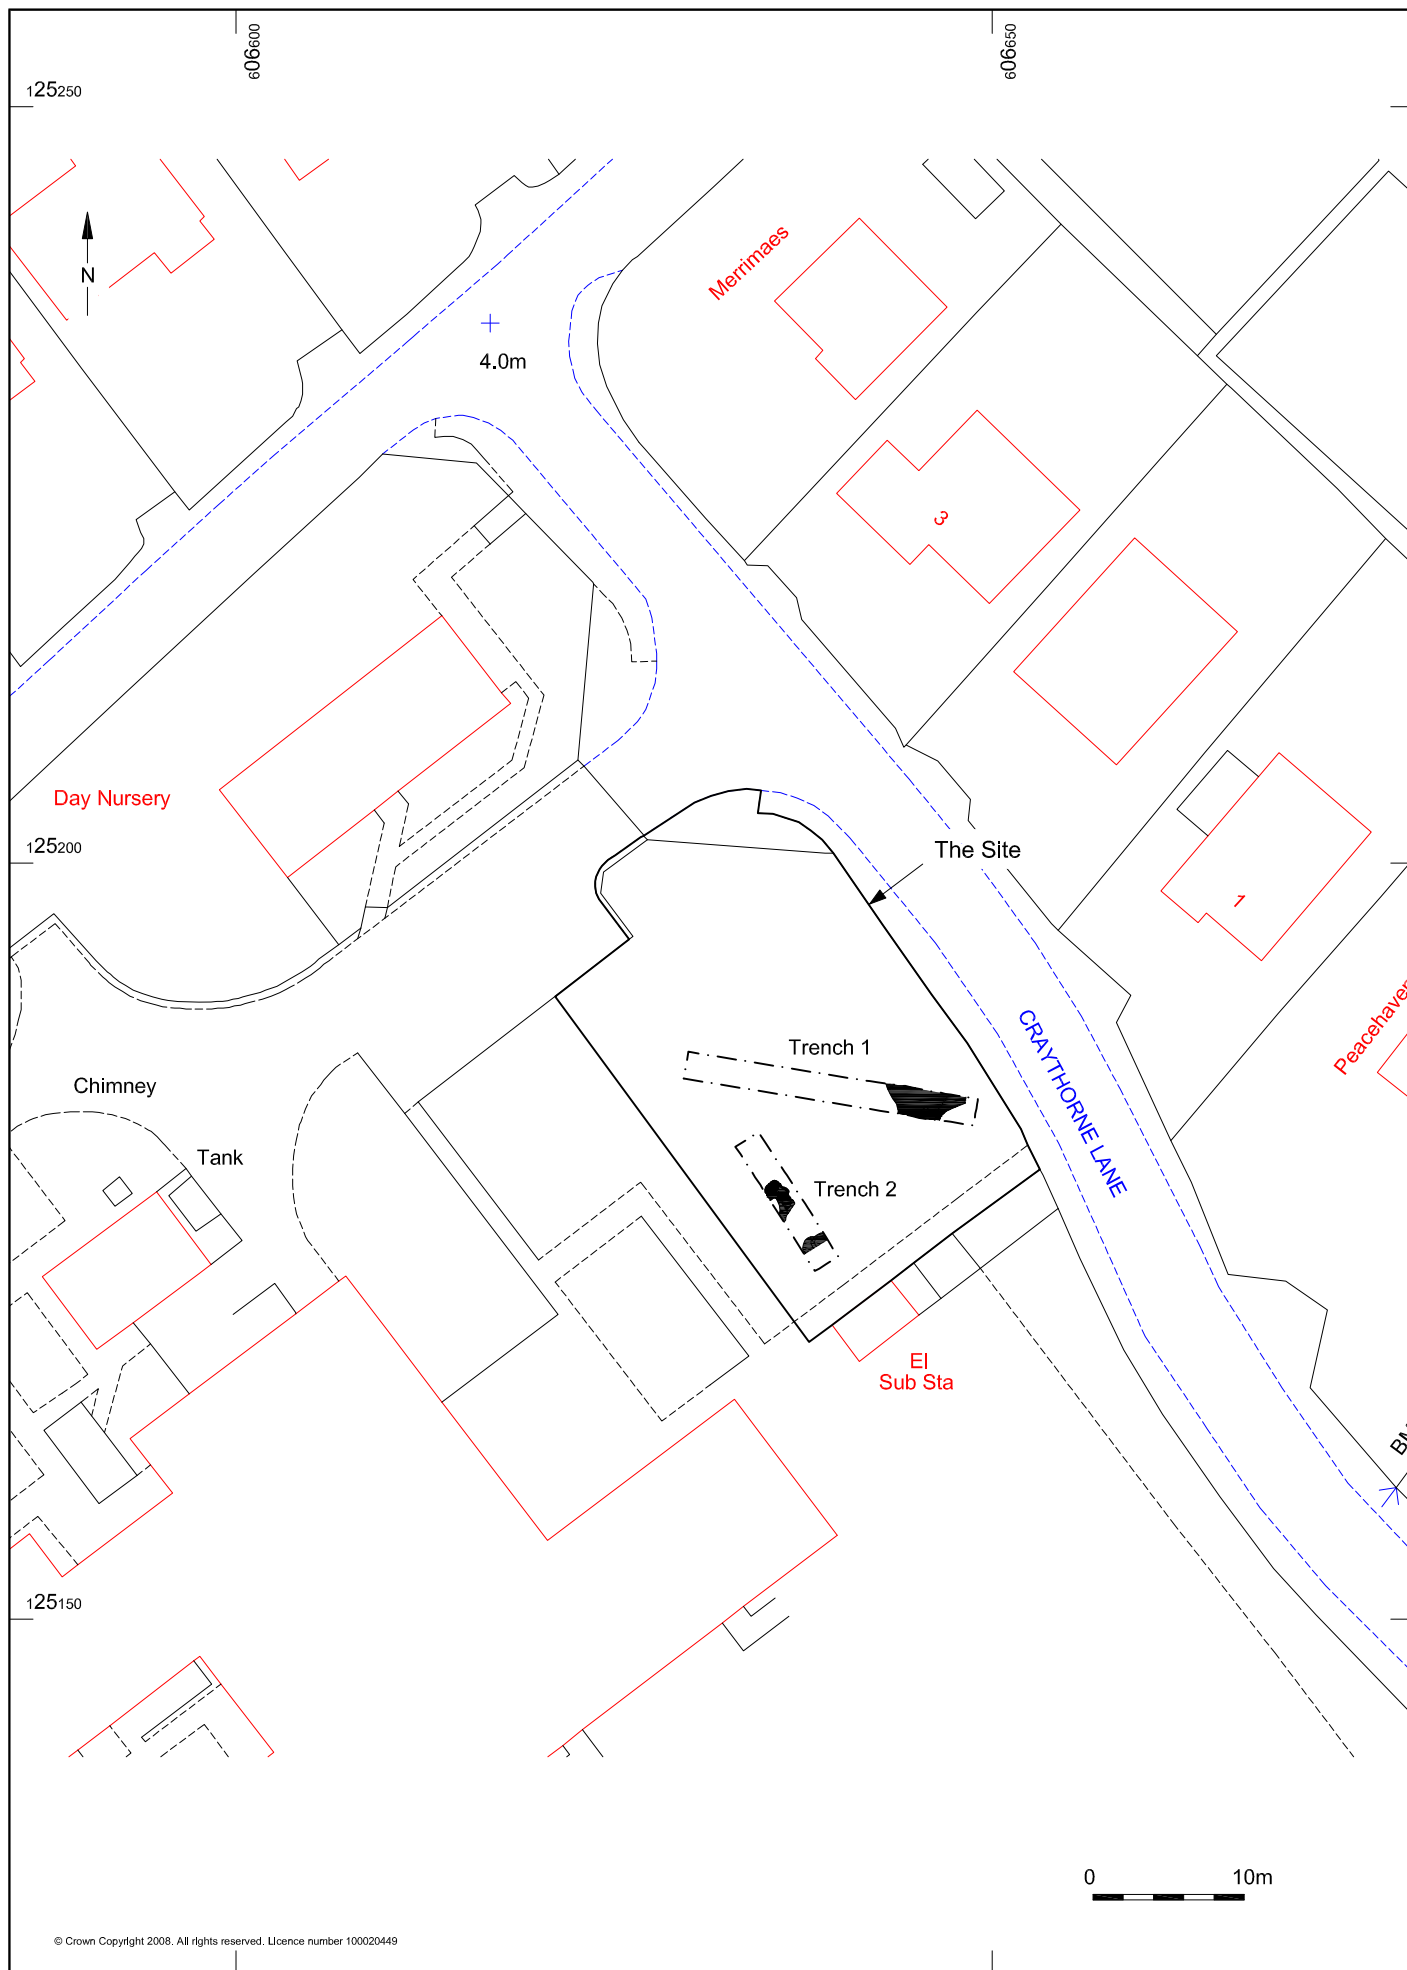 606600
606650
125250
N
Merrimaes
4.0m
3
Day Nursery
125200
The Site
1
Peacehaven
Trench 1
CRAYTHORNE LANE
Chimney
Tank
Trench 2
El
Sub Sta
BM
125150
0 10m
© Crown Copyright 2008. All rights reserved. Licence number 100020449